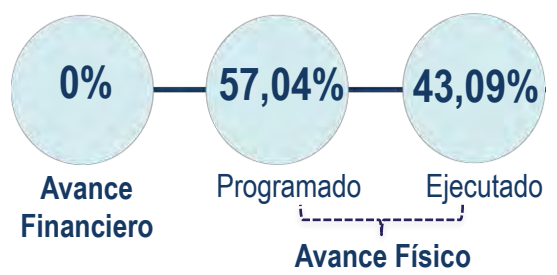 0%
57,04%
43,09%
Avance
Financiero
Programado
Ejecutado
Avance Físico